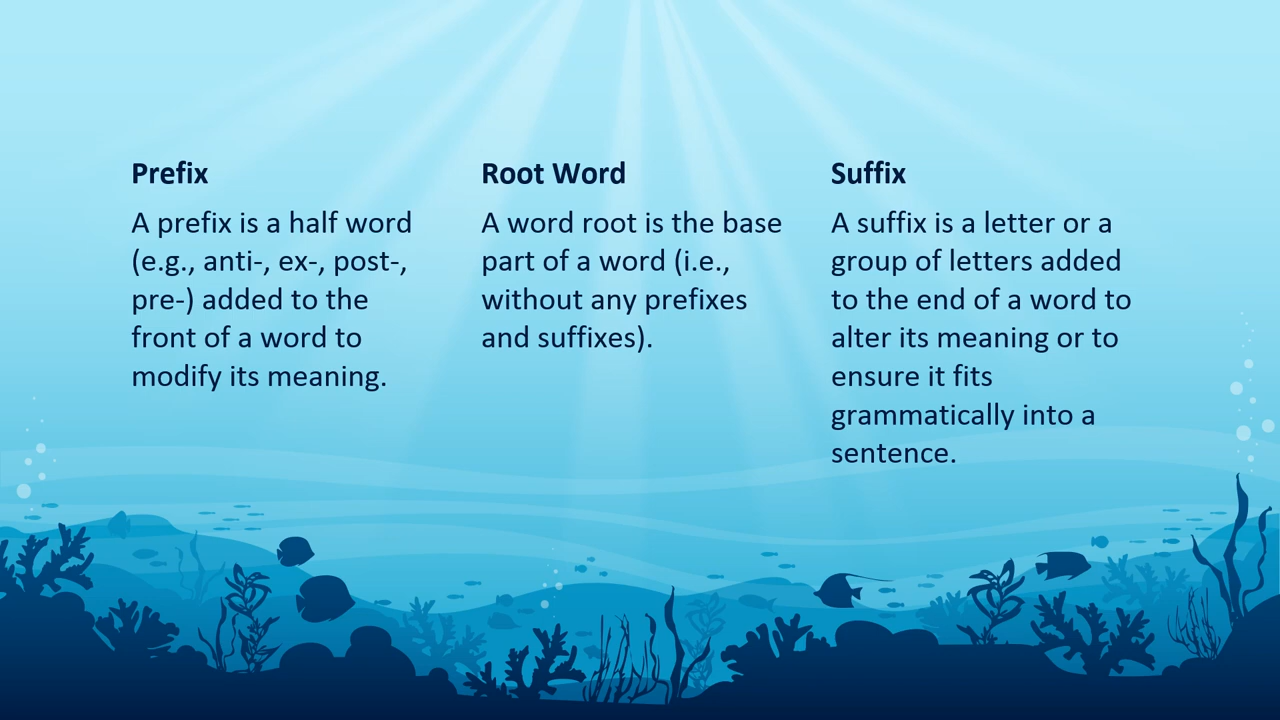 Prefix
A prefix is a half word
(e.g., anti-, ex-, post-,
pre-) added to the
front of a word to
modify its meaning.
Root Word
A word root is the base
part of a word (i.e.,
without any prefixes
and suffixes).
Suffix
A suffix is a letter or a
group of letters added
to the end of a word to
alter its meaning or to
ensure it fits
grammatically into a
sentence.